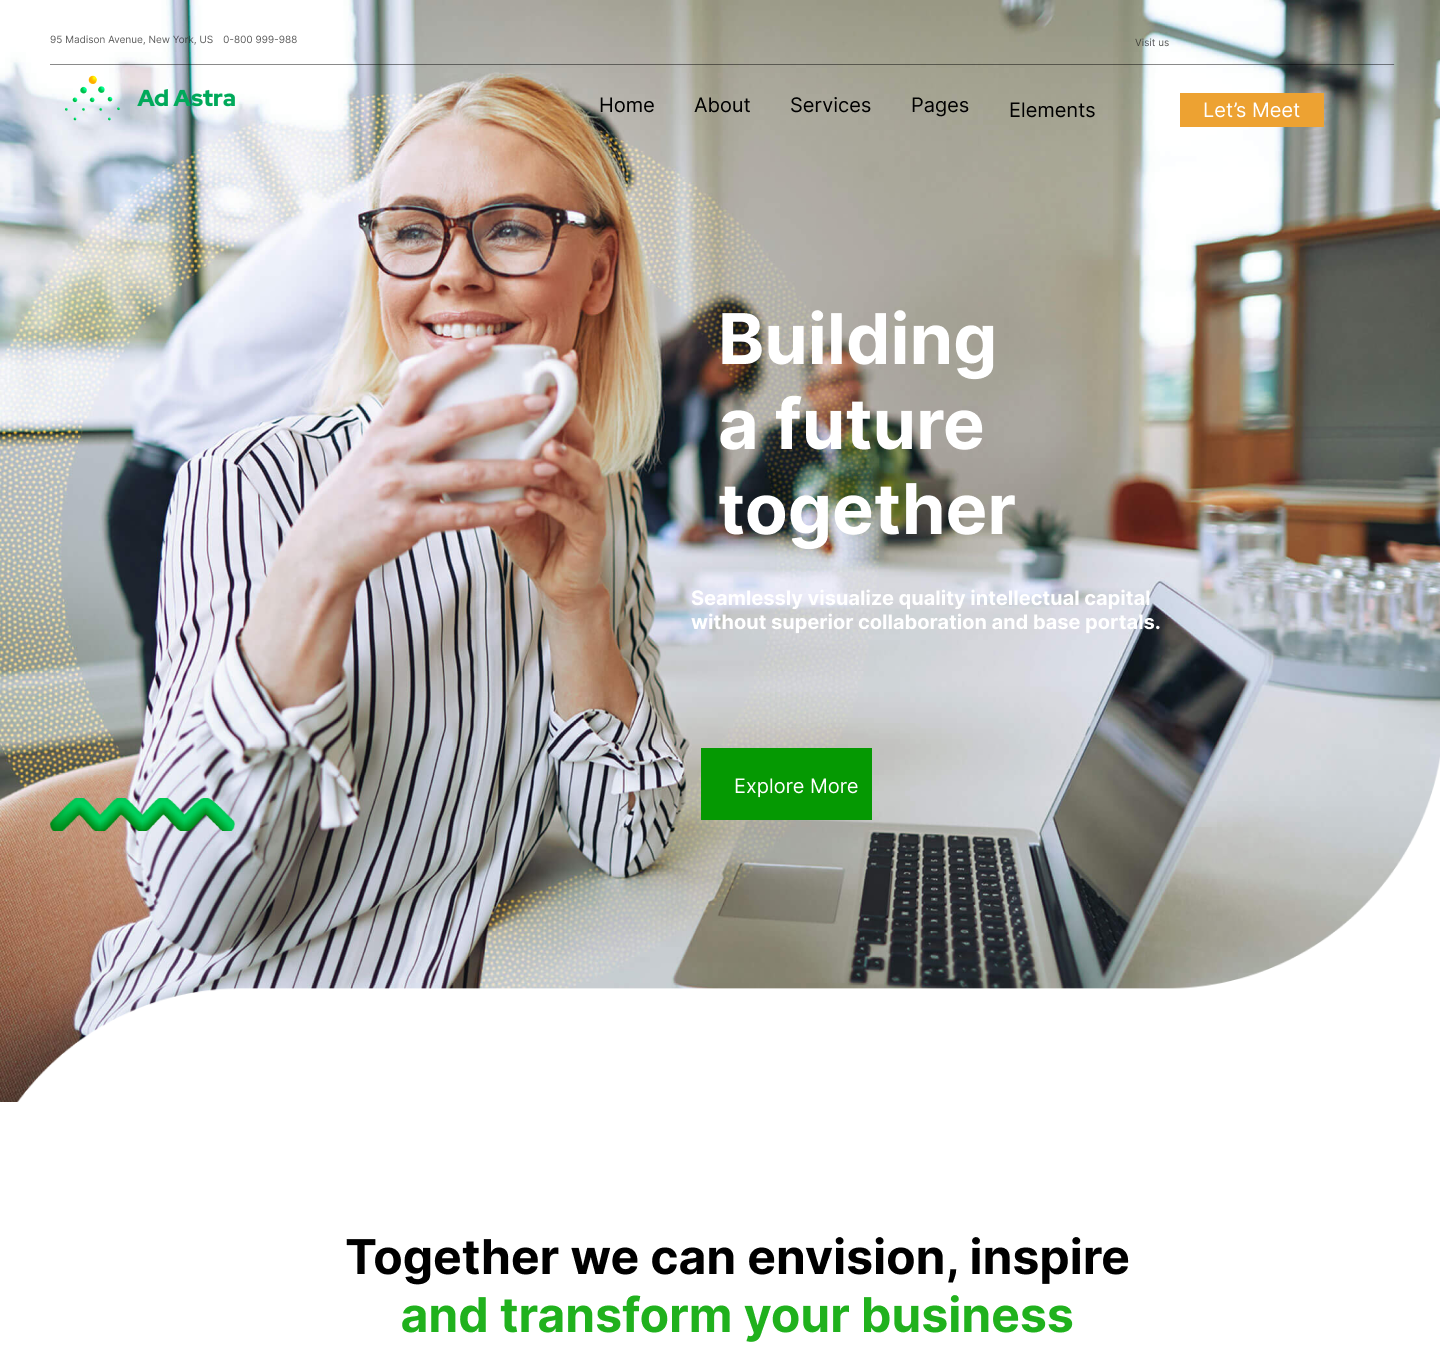 95 Madison Avenue, New York, US 0-800 999-988
Visit us
Ad Astra
Home About Services Pages Elements
Let’s Meet
Building
a future
together
Seamlessly visualize quality intellectual capital
without superior collaboration and base portals.
Explore More
Together we can envision, inspire
and transform your business